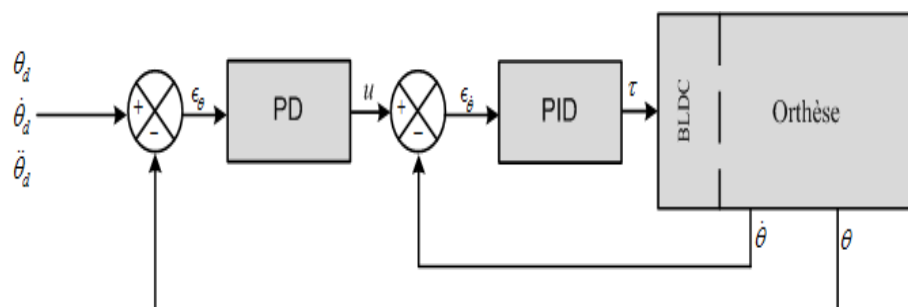 θ_d
θ̇_d
θ̈_d
+
−
ϵ_θ
PD
u
+
−
ϵ_θ̇
PID
τ
BLDC
Orthèse
θ̇
θ